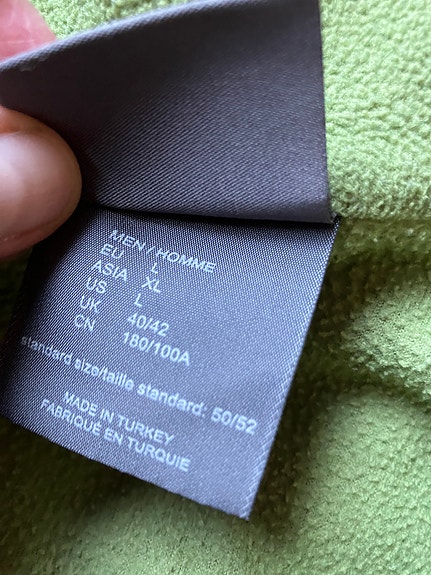 MEN / HOMME
EU L
ASIA XL
US L
UK 40/42
CN 180/100A
standard size/taille standard: 50/52
MADE IN TURKEY
FABRIQUÉ EN TURQUIE